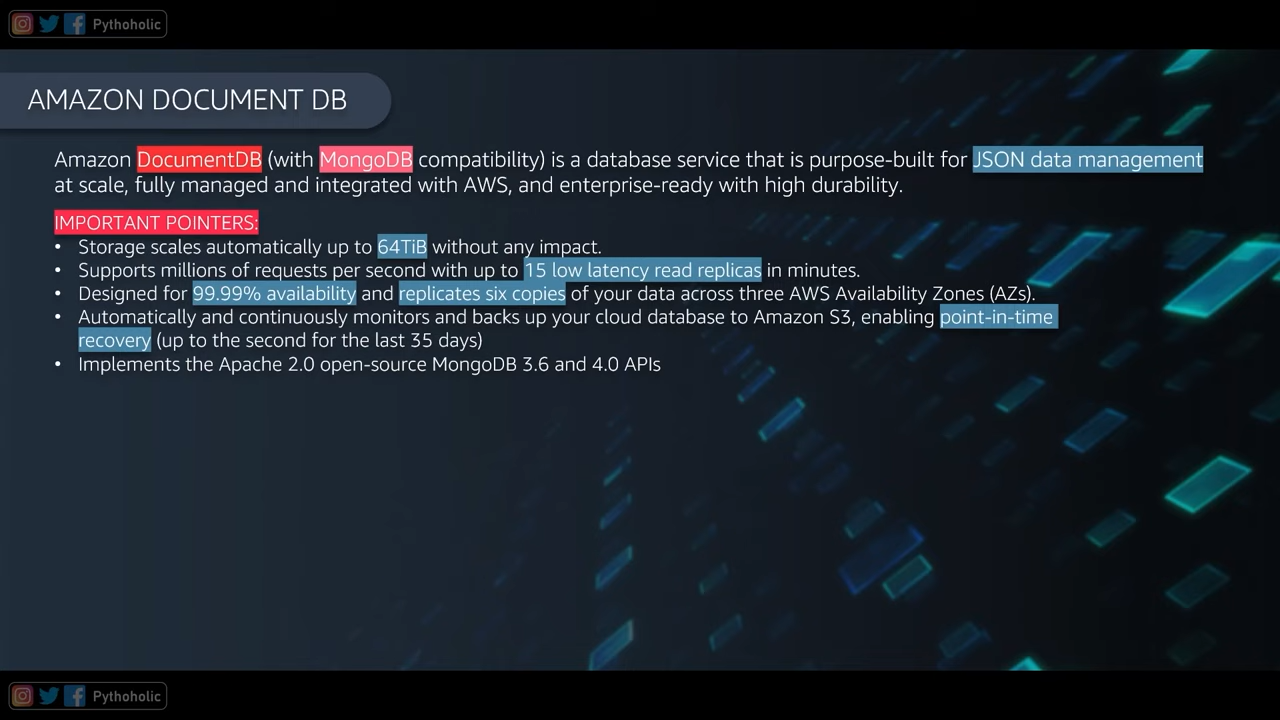 Pythoholic
AMAZON DOCUMENT DB
Amazon DocumentDB (with MongoDB compatibility) is a database service that is purpose-built for JSON data management
at scale, fully managed and integrated with AWS, and enterprise-ready with high durability.
IMPORTANT POINTERS:
• Storage scales automatically up to 64TiB without any impact.
• Supports millions of requests per second with up to 15 low latency read replicas in minutes.
• Designed for 99.99% availability and replicates six copies of your data across three AWS Availability Zones (AZs).
• Automatically and continuously monitors and backs up your cloud database to Amazon S3, enabling point-in-time
recovery (up to the second for the last 35 days)
• Implements the Apache 2.0 open-source MongoDB 3.6 and 4.0 APIs
Pythoholic